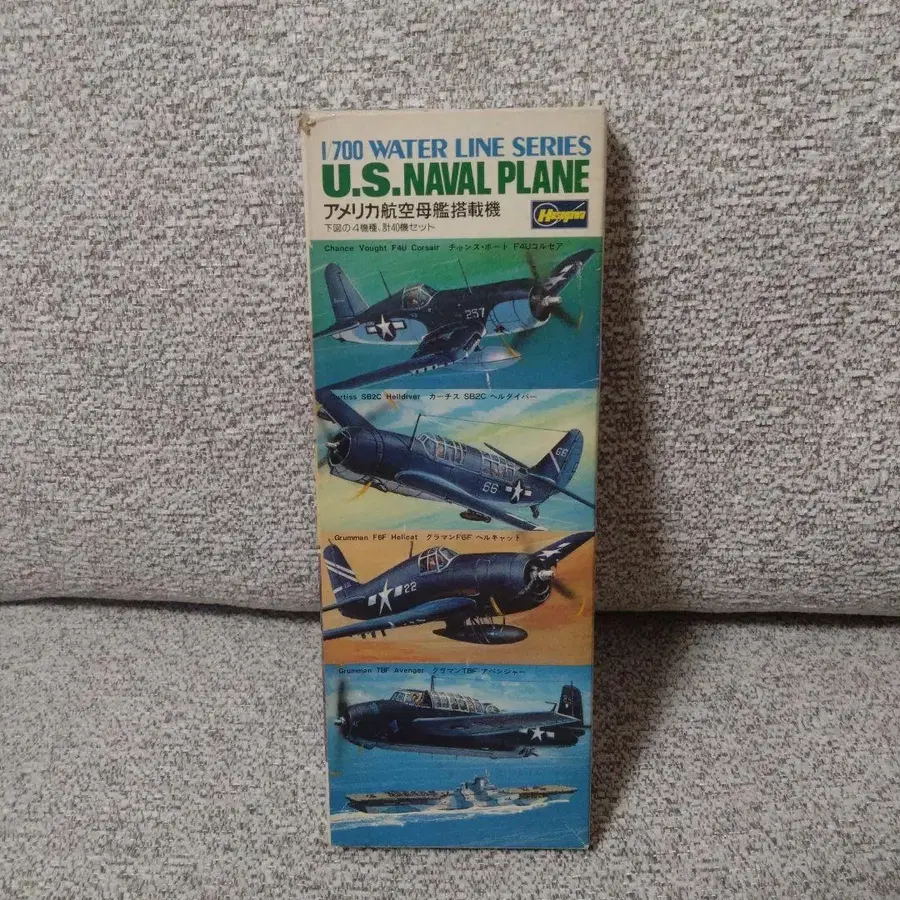 1/700 WATER LINE SERIES
U.S. NAVAL PLANE
アメリカ航空母艦搭載機
下図の4機種、計40機セット
Hasegawa
Chance Vought F4U Corsair チャンス・ボート F4Uコルセア
257
Curtiss SB2C Helldiver カーチス SB2C ヘルダイバー
66
66
Grumman F6F Hellcat グラマンF6F ヘルキャット
22
Grumman TBF Avenger グラマンTBF アベンジャー